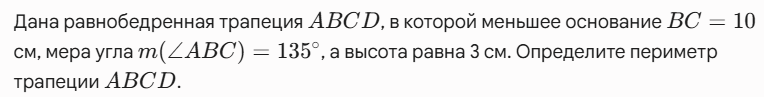 Дана равнобедренная трапеция ABCD, в которой меньшее основание BC = 10
см, мера угла m(∠ABC) = 135°, а высота равна 3 см. Определите периметр
трапеции ABCD.